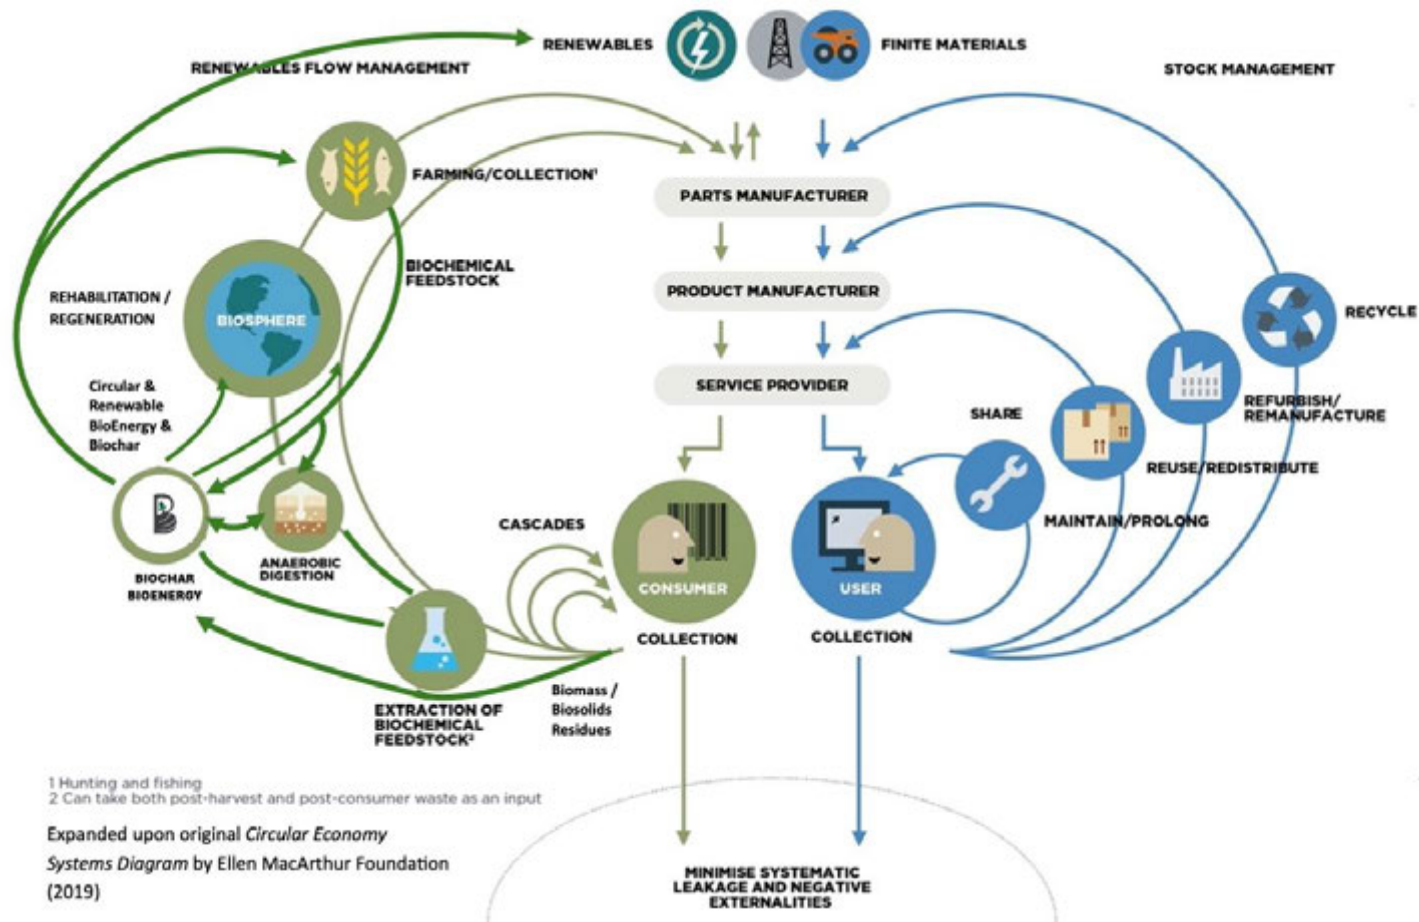 RENEWABLES
FINITE MATERIALS
RENEWABLES FLOW MANAGEMENT
STOCK MANAGEMENT
FARMING/COLLECTION¹
PARTS MANUFACTURER
BIOCHEMICAL
FEEDSTOCK
PRODUCT MANUFACTURER
REHABILITATION /
REGENERATION
BIOSPHERE
RECYCLE
SERVICE PROVIDER
Circular &
Renewable
BioEnergy &
Biochar
REFURBISH/
REMANUFACTURE
SHARE
REUSE/REDISTRIBUTE
MAINTAIN/PROLONG
CASCADES
B
ANAEROBIC
DIGESTION
BIOCHAR
BIOENERGY
CONSUMER
USER
COLLECTION
COLLECTION
EXTRACTION OF
BIOCHEMICAL
FEEDSTOCK²
Biomass /
Biosolids
Residues
1 Hunting and fishing
2 Can take both post-harvest and post-consumer waste as an input
Expanded upon original Circular Economy
Systems Diagram by Ellen MacArthur Foundation
(2019)
MINIMISE SYSTEMATIC
LEAKAGE AND NEGATIVE
EXTERNALITIES